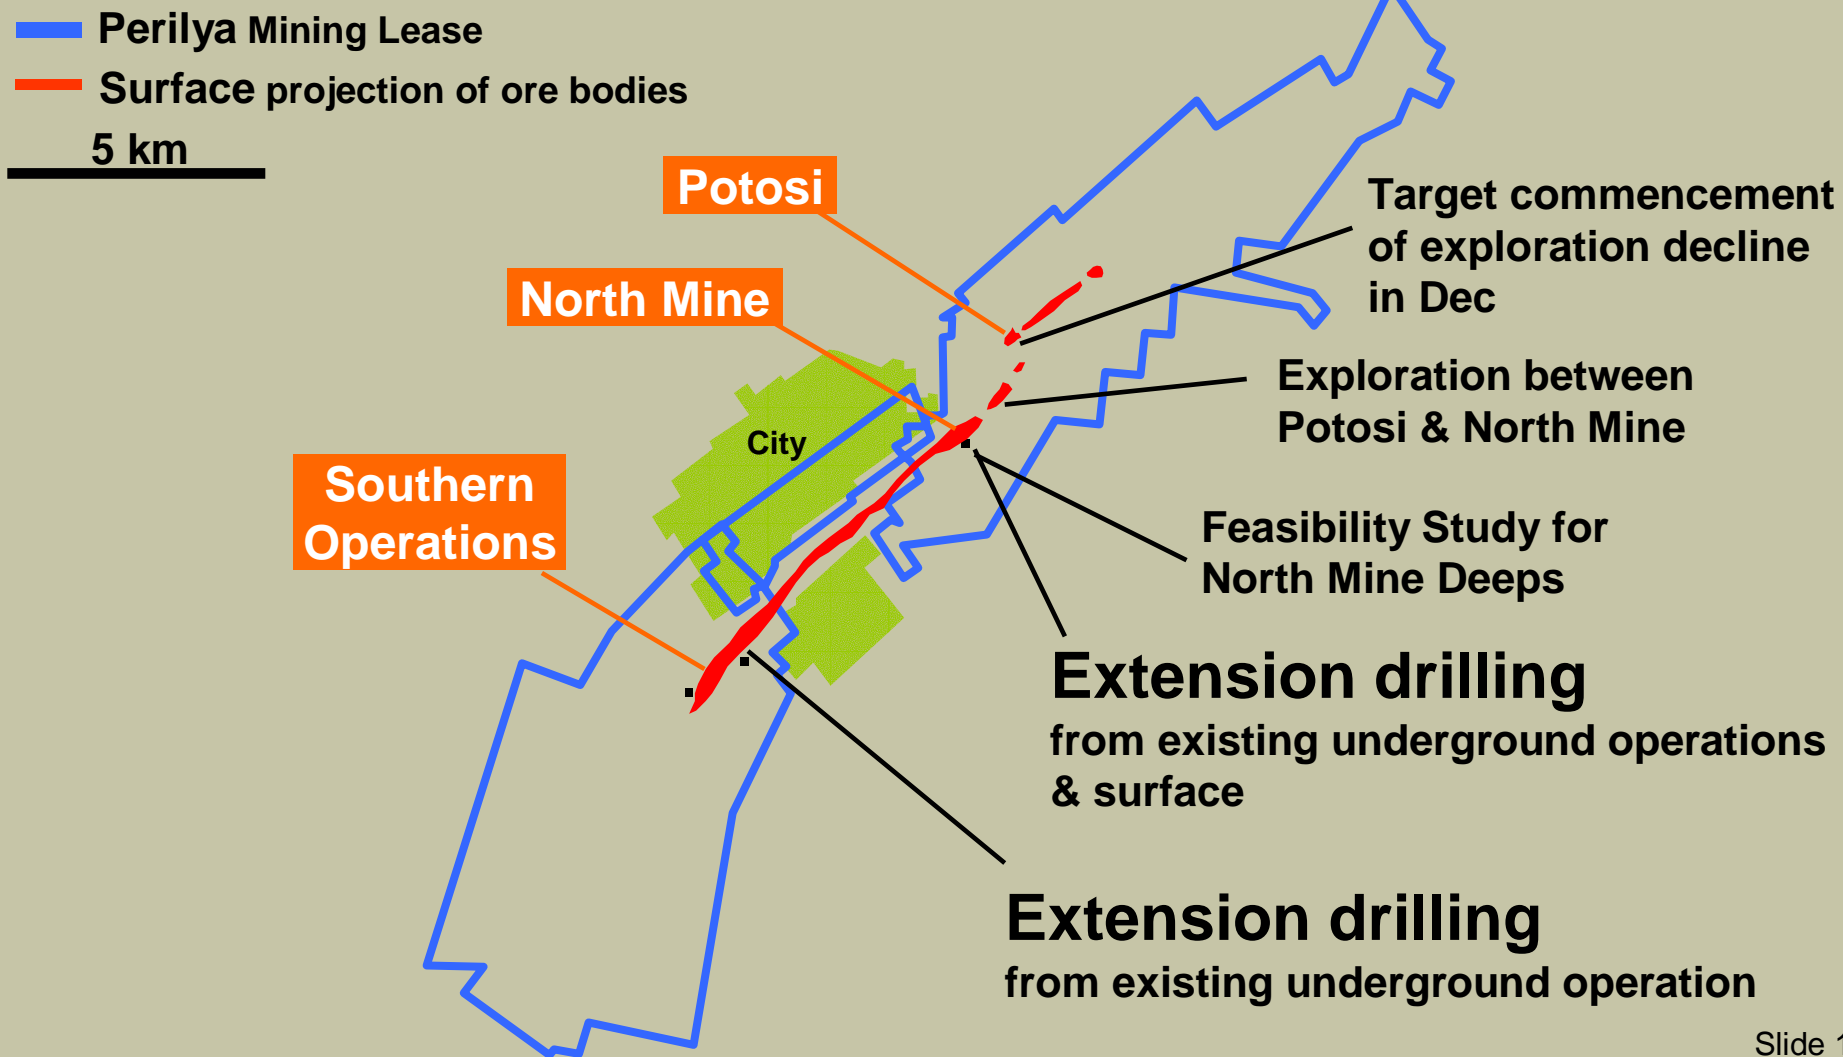 Perilya Mining Lease
Surface projection of ore bodies
5 km
Potosi
North Mine
City
Southern
Operations
Target commencement
of exploration decline
in Dec
Exploration between
Potosi & North Mine
Feasibility Study for
North Mine Deeps
Extension drilling
from existing underground operations
& surface
Extension drilling
from existing underground operation
Slide